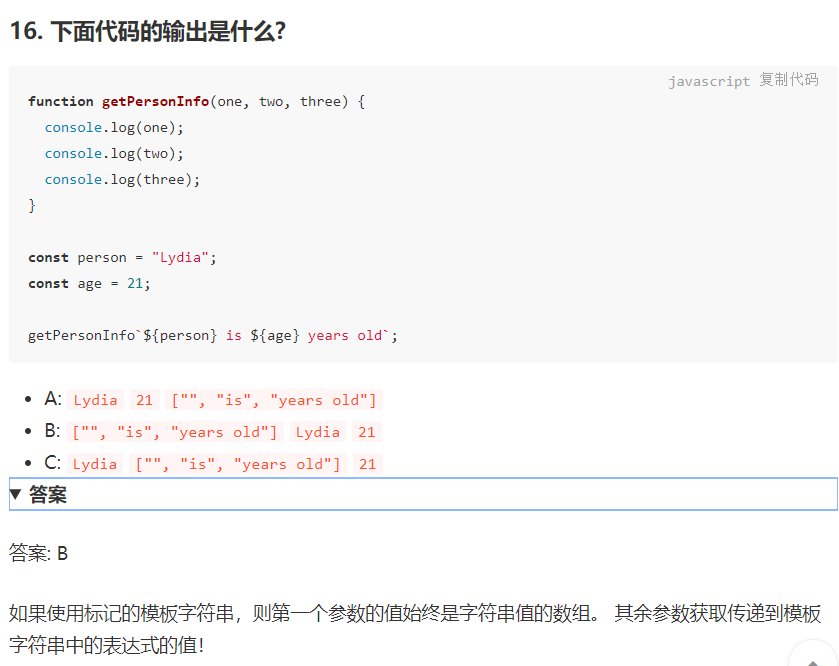 16. 下面代码的输出是什么?
javascript 复制代码
function getPersonInfo(one, two, three) {
  console.log(one);
  console.log(two);
  console.log(three);
}
const person = "Lydia";
const age = 21;
getPersonInfo`${person} is ${age} years old`;
• A: Lydia 21 ["", "is", "years old"]
• B: ["", "is", "years old"] Lydia 21
• C: Lydia ["", "is", "years old"] 21
▼ 答案
答案: B
如果使用标记的模板字符串，则第一个参数的值始终是字符串值的数组。 其余参数获取传递到模板
字符串中的表达式的值！